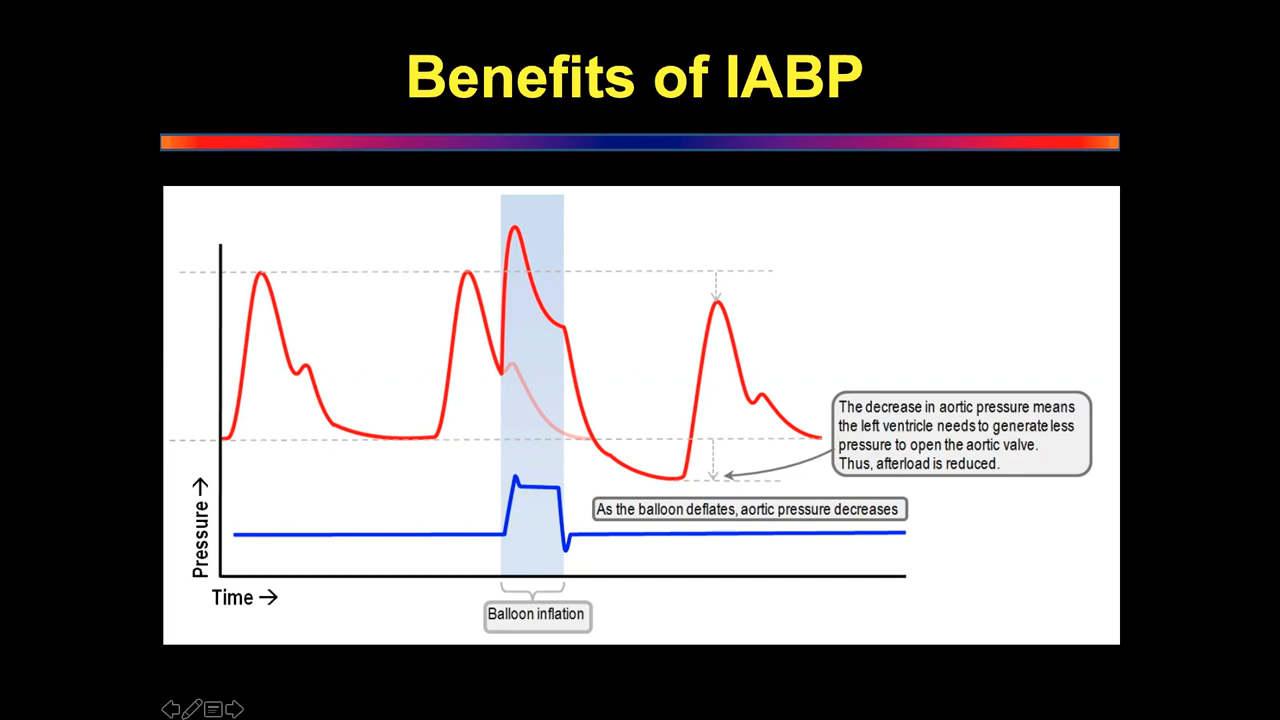 Benefits of IABP
The decrease in aortic pressure means
the left ventricle needs to generate less
pressure to open the aortic valve.
Thus, afterload is reduced.
As the balloon deflates, aortic pressure decreases
Pressure →
Time →
Balloon inflation